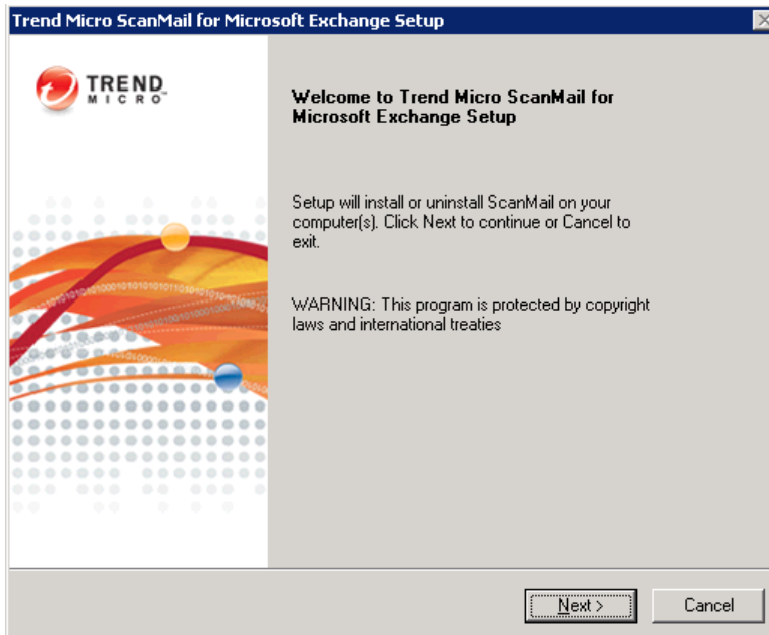 Trend Micro ScanMail for Microsoft Exchange Setup
TREND
MICRO
Welcome to Trend Micro ScanMail for
Microsoft Exchange Setup
Setup will install or uninstall ScanMail on your
computer(s). Click Next to continue or Cancel to
exit.
WARNING: This program is protected by copyright
laws and international treaties
Next >
Cancel